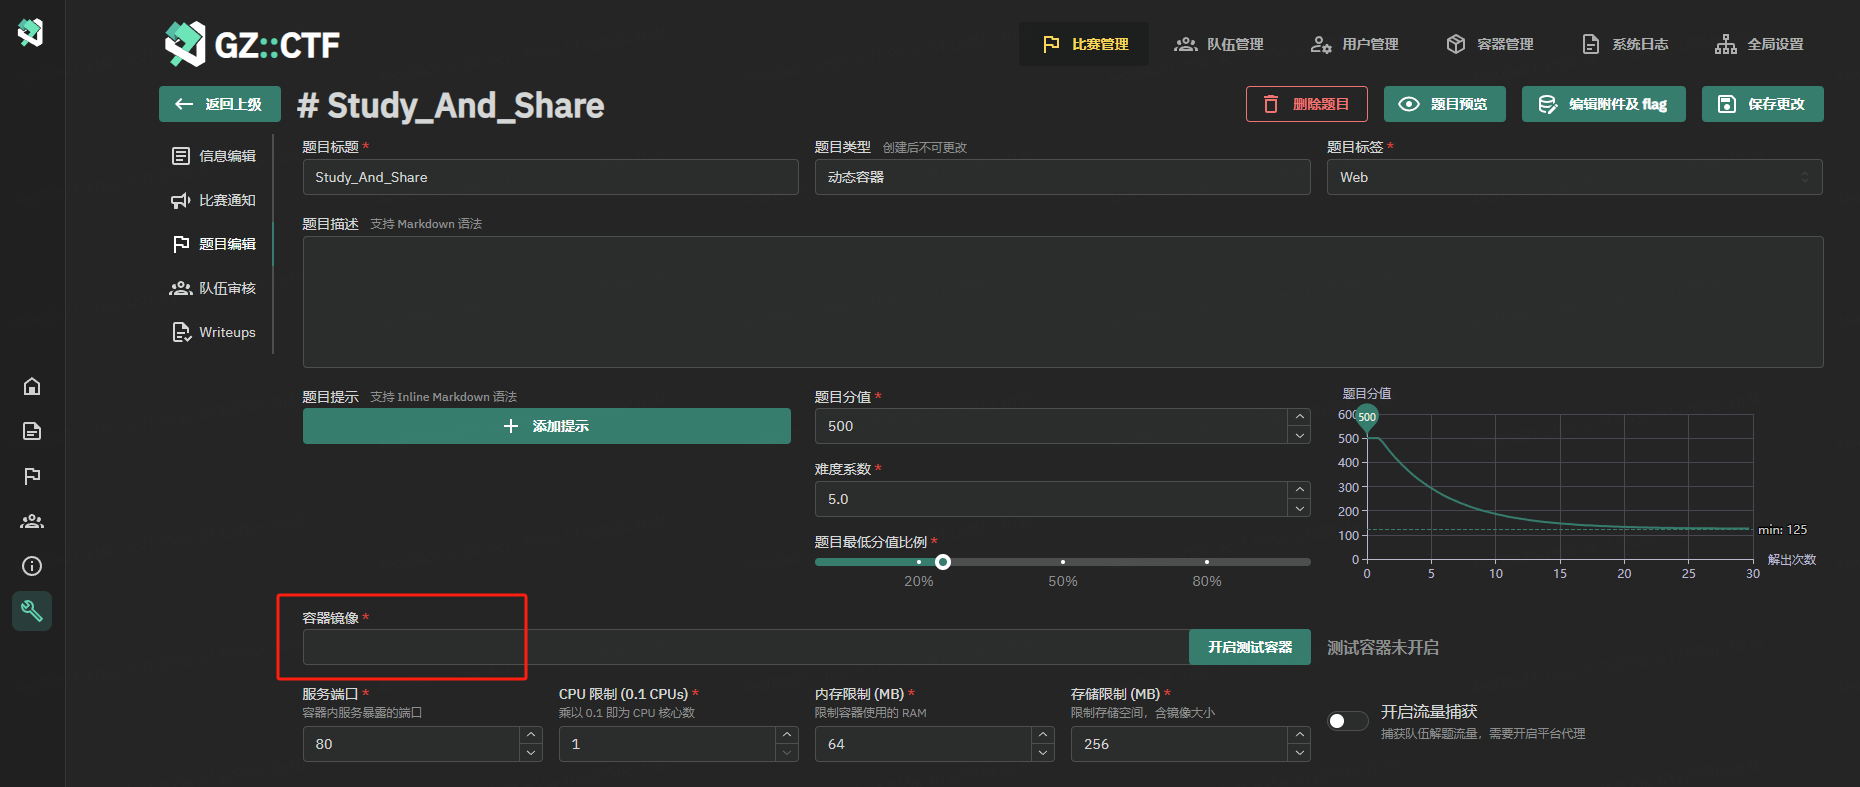 GZ::CTF
比赛管理
队伍管理
用户管理
容器管理
系统日志
全局设置
返回上级
# Study_And_Share
删除题目
题目预览
编辑附件及 flag
保存更改
信息编辑
比赛通知
题目编辑
队伍审核
Writeups
题目标题 *
Study_And_Share
题目类型 创建后不可更改
动态容器
题目标签 *
Web
题目描述 支持 Markdown 语法
题目提示 支持 Inline Markdown 语法
添加提示
题目分值 *
500
难度系数 *
5.0
题目最低分值比例 *
20%
50%
80%
题目分值
600
500
500
400
300
200
100
0
min: 125
解出次数
0
5
10
15
20
25
30
容器镜像 *
开启测试容器
测试容器未开启
服务端口 *
容器内服务暴露的端口
80
CPU 限制 (0.1 CPUs) *
乘以 0.1 即为 CPU 核心数
1
内存限制 (MB) *
限制容器使用的 RAM
64
存储限制 (MB) *
限制存储空间，含镜像大小
256
开启流量捕获
捕获队伍解题流量，需要开启平台代理